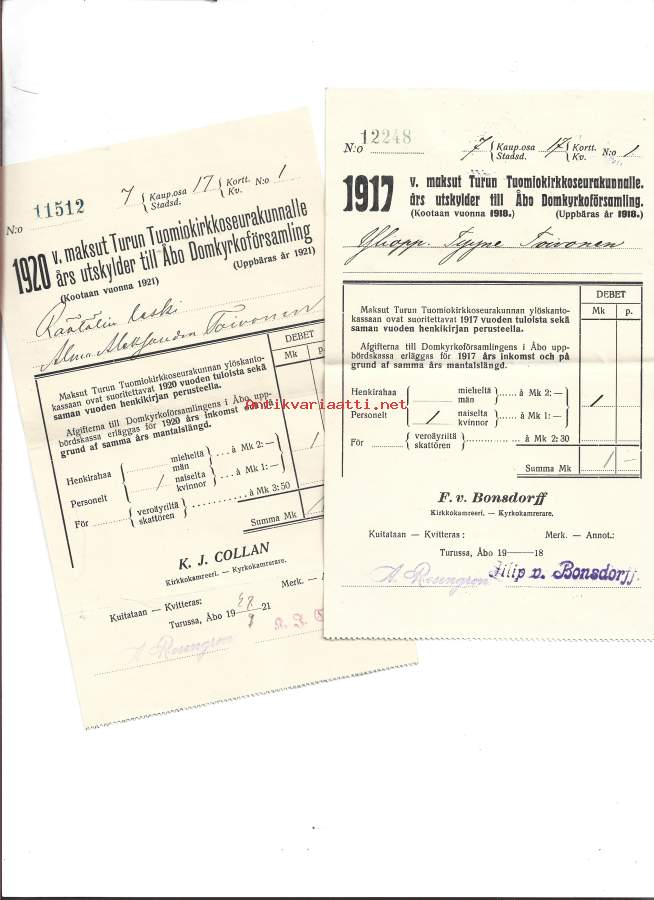 N:o 11512
7 { Kaup.osa Stadsd. 17 { Kortt. Kv. N:o 1
1920 v. maksut Turun Tuomiokirkkoseurakunnalle
års utskylder till Åbo Domkyrkoförsamling
(Kootaan vuonna 1921) (Uppbäras år 1921)
Räätälin leski
Alma Aleksandra Toivonen
DEBET
Mk p.
Maksut Turun Tuomiokirkkoseurakunnan ylöskanto-
kassaan ovat suoritettavat 1920 vuoden tuloista sekä
saman vuoden henkikirjan perusteella.
Afgifterna till Domkyrkoförsamlingens i Åbo upp-
bördskassa erläggas för 1920 års inkomst och på
grund af samma års mantalslängd.
Henkirahaa mieheltä män à Mk 2:—
Personelt 1 naiselta kvinnor à Mk 1:— 1
För veroäyriltä skattören à Mk 3:50
Summa Mk 1
K. J. COLLAN
Kirkkokamreeri. — Kyrkokamrerare.
Kuitataan — Kvitteras: Merk. —
Turussa, Åbo 19 21
A. Rosengren
N:o 12248
7 { Kaup.osa Stadsd. 17 { Kortt. Kv. N:o 1
1917 v. maksut Turun Tuomiokirkkoseurakunnalle.
års utskylder till Åbo Domkyrkoförsamling.
(Kootaan vuonna 1918.) (Uppbäras år 1918.)
Yliopp. Tyyne Toivonen
DEBET
Mk p.
Maksut Turun Tuomiokirkkoseurakunnan ylöskanto-
kassaan ovat suoritettavat 1917 vuoden tuloista sekä
saman vuoden henkikirjan perusteella.
Afgifterna till Domkyrkoförsamlingens i Åbo upp-
bördskassa erläggas för 1917 års inkomst och på
grund af samma års mantalslängd.
Henkirahaa mieheltä män à Mk 2:— 1
Personelt 1 naiselta kvinnor à Mk 1:—
För veroäyriltä skattören à Mk 2:30
Summa Mk 1 —
F. v. Bonsdorff
Kirkkokamreeri. — Kyrkokamrerare.
Kuitataan — Kvitteras: Merk. — Annot.:
Turussa, Åbo 19——18
A. Rosengren Filip v. Bonsdorff.
Antikvariaatti.net